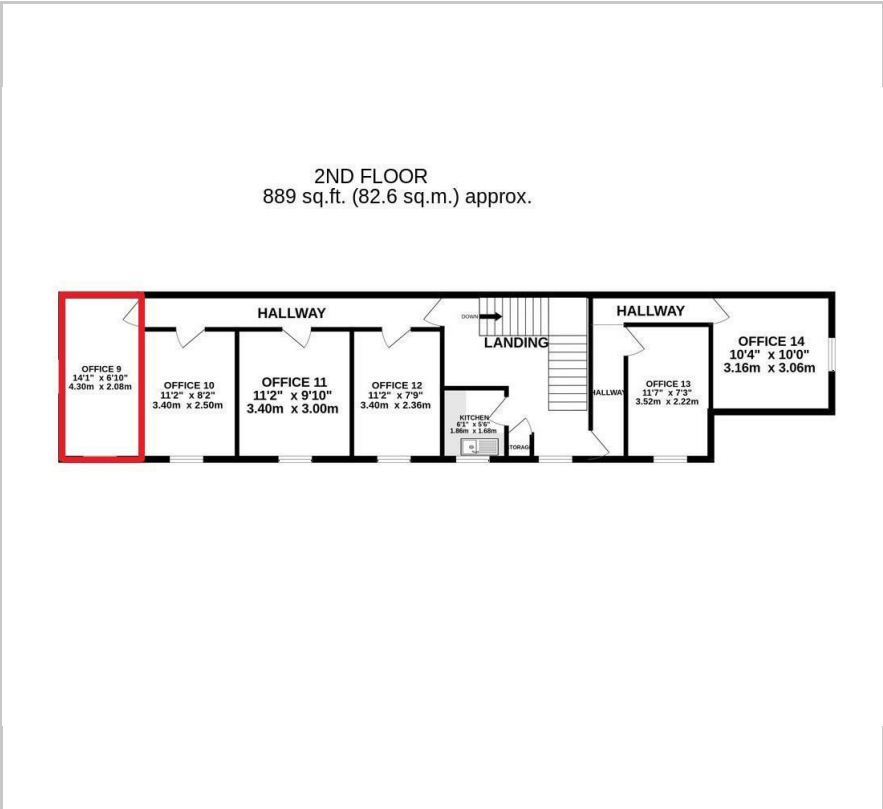 2ND FLOOR
889 sq.ft. (82.6 sq.m.) approx.
HALLWAY
OFFICE 9
14'1" x 6'10"
4.30m x 2.08m
OFFICE 10
11'2" x 8'2"
3.40m x 2.50m
OFFICE 11
11'2" x 9'10"
3.40m x 3.00m
OFFICE 12
11'2" x 7'9"
3.40m x 2.36m
DOWN
LANDING
KITCHEN
6'1" x 5'6"
1.86m x 1.68m
STORAGE
HALLWAY
HALLWAY
OFFICE 13
11'7" x 7'3"
3.52m x 2.22m
OFFICE 14
10'4" x 10'0"
3.16m x 3.06m